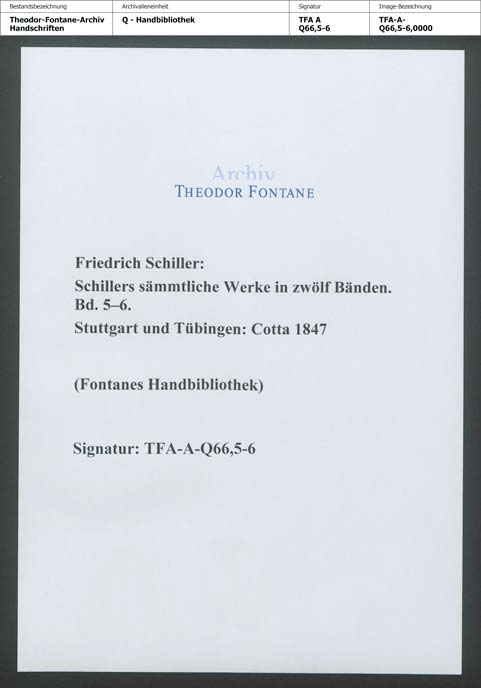 Bestandsbezeichnung Archivalieneinheit Signatur Image-Bezeichnung
Theodor-Fontane-Archiv Q - Handbibliothek TFA A TFA-A-
Handschriften Q66,5-6 Q66,5-6,0000
Archiv
THEODOR FONTANE
Friedrich Schiller:
Schillers sämmtliche Werke in zwölf Bänden.
Bd. 5–6.
Stuttgart und Tübingen: Cotta 1847
(Fontanes Handbibliothek)
Signatur: TFA-A-Q66,5-6